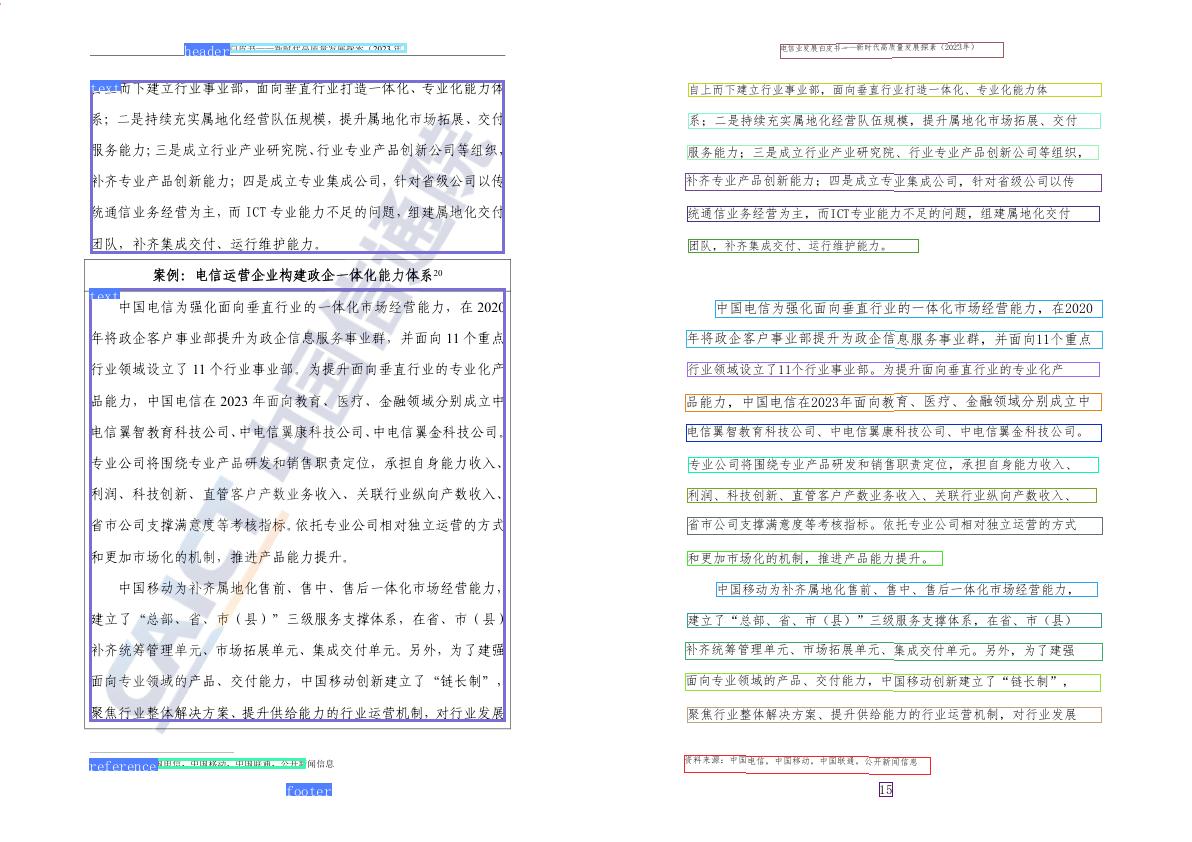 header 皮书——新时代高质量发展探索（2023年
text 而下建立行业事业部，面向垂直行业打造一体化、专业化能力体
系；二是持续充实属地化经营队伍规模，提升属地化市场拓展、交付
服务能力；三是成立行业产业研究院、行业专业产品创新公司等组织，
补齐专业产品创新能力；四是成立专业集成公司，针对省级公司以传
统通信业务经营为主，而 ICT 专业能力不足的问题，组建属地化交付
团队，补齐集成交付、运行维护能力。
案例：电信运营企业构建政企一体化能力体系20
text
中国电信为强化面向垂直行业的一体化市场经营能力，在 2020
年将政企客户事业部提升为政企信息服务事业群，并面向 11 个重点
行业领域设立了 11 个行业事业部。为提升面向垂直行业的专业化产
品能力，中国电信在 2023 年面向教育、医疗、金融领域分别成立中
电信翼智教育科技公司、中电信翼康科技公司、中电信翼金科技公司。
专业公司将围绕专业产品研发和销售职责定位，承担自身能力收入、
利润、科技创新、直管客户产数业务收入、关联行业纵向产数收入、
省市公司支撑满意度等考核指标。依托专业公司相对独立运营的方式
和更加市场化的机制，推进产品能力提升。
中国移动为补齐属地化售前、售中、售后一体化市场经营能力，
建立了“总部、省、市（县）”三级服务支撑体系，在省、市（县）
补齐统筹管理单元、市场拓展单元、集成交付单元。另外，为了建强
面向专业领域的产品、交付能力，中国移动创新建立了“链长制”，
聚焦行业整体解决方案、提升供给能力的行业运营机制，对行业发展
reference 国电信，中国移动，中国联通，公开新闻信息
footer
中国信通院
CAICT
电信业发展白皮书——新时代高质量发展探索（2023年）
自上而下建立行业事业部，面向垂直行业打造一体化、专业化能力体
系；二是持续充实属地化经营队伍规模，提升属地化市场拓展、交付
服务能力；三是成立行业产业研究院、行业专业产品创新公司等组织，
补齐专业产品创新能力；四是成立专业集成公司，针对省级公司以传
统通信业务经营为主，而ICT专业能力不足的问题，组建属地化交付
团队，补齐集成交付、运行维护能力。
中国电信为强化面向垂直行业的一体化市场经营能力，在2020
年将政企客户事业部提升为政企信息服务事业群，并面向11个重点
行业领域设立了11个行业事业部。为提升面向垂直行业的专业化产
品能力，中国电信在2023年面向教育、医疗、金融领域分别成立中
电信翼智教育科技公司、中电信翼康科技公司、中电信翼金科技公司。
专业公司将围绕专业产品研发和销售职责定位，承担自身能力收入、
利润、科技创新、直管客户产数业务收入、关联行业纵向产数收入、
省市公司支撑满意度等考核指标。依托专业公司相对独立运营的方式
和更加市场化的机制，推进产品能力提升。
中国移动为补齐属地化售前、售中、售后一体化市场经营能力，
建立了“总部、省、市（县）”三级服务支撑体系，在省、市（县）
补齐统筹管理单元、市场拓展单元、集成交付单元。另外，为了建强
面向专业领域的产品、交付能力，中国移动创新建立了“链长制”，
聚焦行业整体解决方案、提升供给能力的行业运营机制，对行业发展
资料来源：中国电信，中国移动，中国联通，公开新闻信息
15